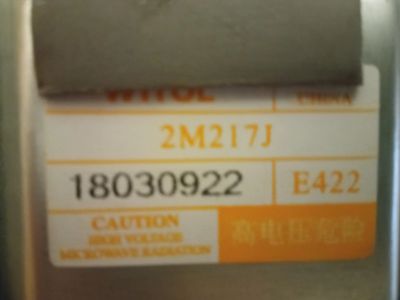 WITOL CHINA
2M217J
18030922 E422
CAUTION
HIGH VOLTAGE
MICROWAVE RADIATION
高电压危险